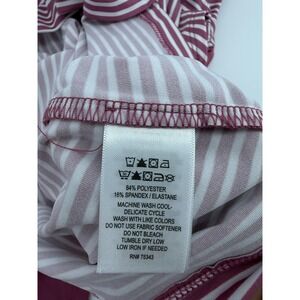 84% POLYESTER
16% SPANDEX / ELASTANE
MACHINE WASH COOL-
DELICATE CYCLE
WASH WITH LIKE COLORS
DO NOT USE FABRIC SOFTENER
DO NOT BLEACH
TUMBLE DRY LOW
LOW IRON IF NEEDED
RN# 75343